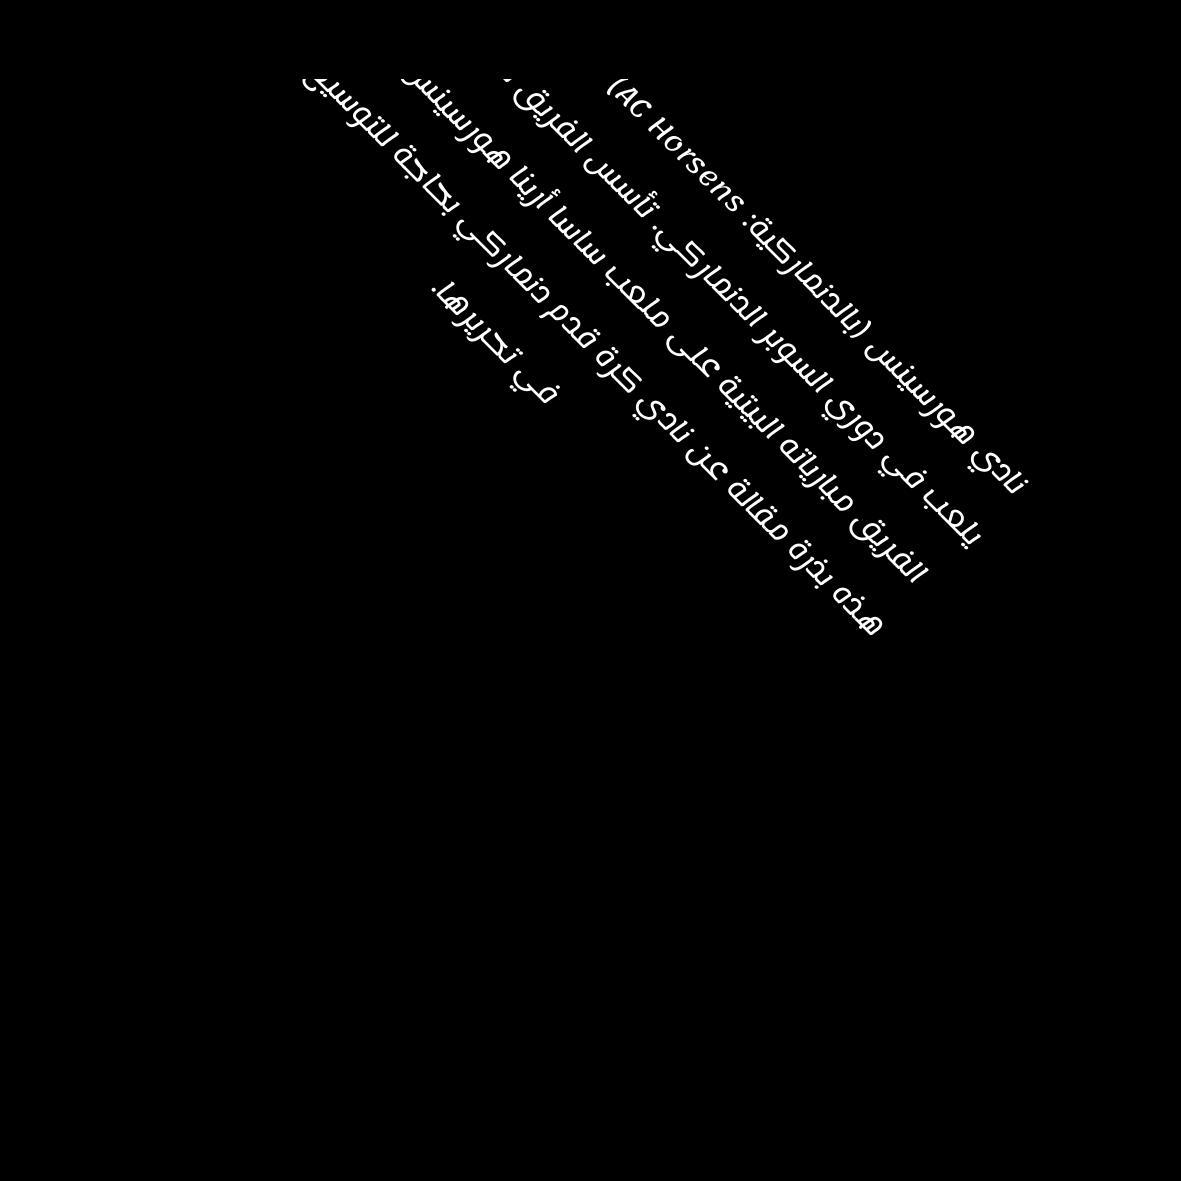 نادي هورسينس (بالدنماركية: AC Horsens)
يلعب في دوري السوبر الدنماركي. تأسس الفريق
الفريق مبارياته البيتية على ملعب ساسا أرينا هورسينس
هذه بذرة مقالة عن نادي كرة قدم دنماركي بحاجة للتوسيع
في تحريرها.